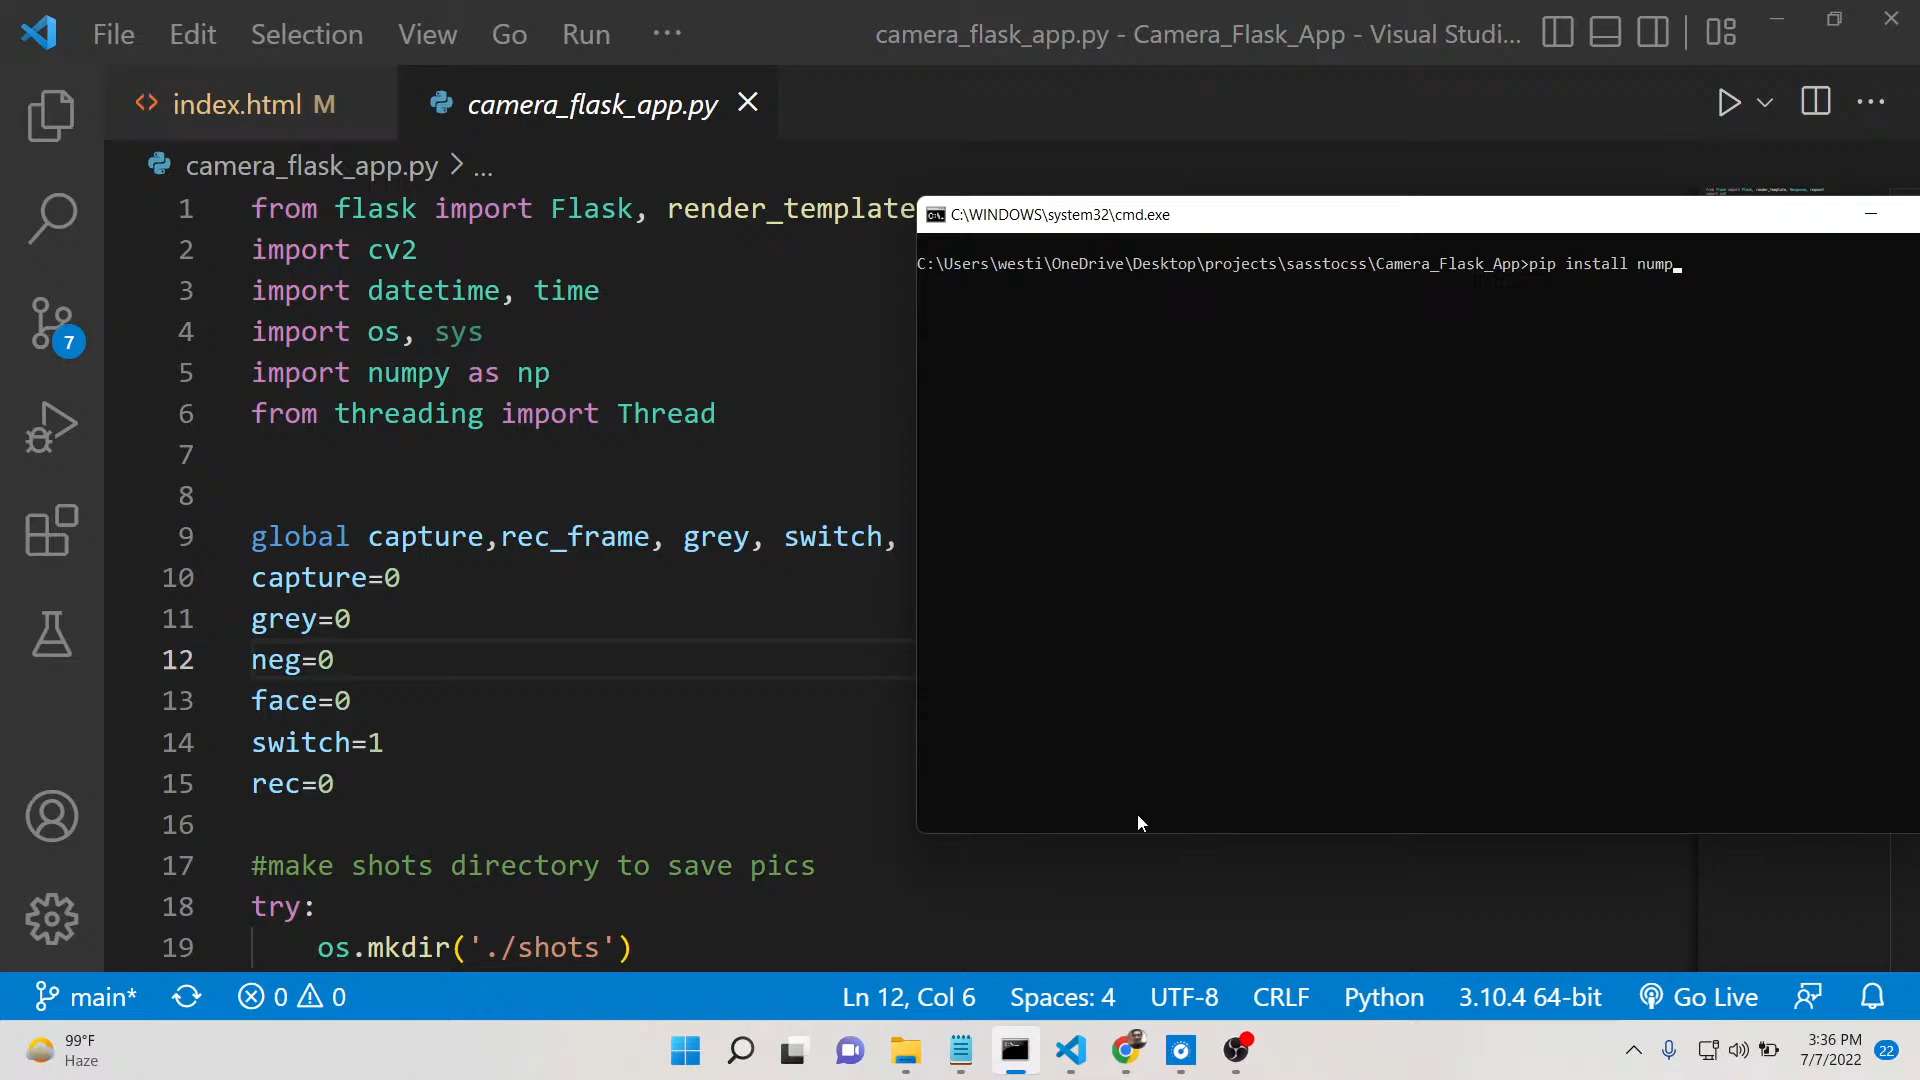 File Edit Selection View Go Run ··· camera_flask_app.py - Camera_Flask_App - Visual Studi...
index.html M camera_flask_app.py
camera_flask_app.py > ...
1 from flask import Flask, render_template
2 import cv2
3 import datetime, time
4 import os, sys
5 import numpy as np
6 from threading import Thread
7
8
9 global capture,rec_frame, grey, switch,
10 capture=0
11 grey=0
12 neg=0
13 face=0
14 switch=1
15 rec=0
16
17 #make shots directory to save pics
18 try:
19 os.mkdir('./shots')
C:\WINDOWS\system32\cmd.exe
C:\Users\westi\OneDrive\Desktop\projects\sasstocss\Camera_Flask_App>pip install nump
7
main* 0 0 Ln 12, Col 6 Spaces: 4 UTF-8 CRLF Python 3.10.4 64-bit Go Live
99°F
Haze
3:36 PM
7/7/2022
22